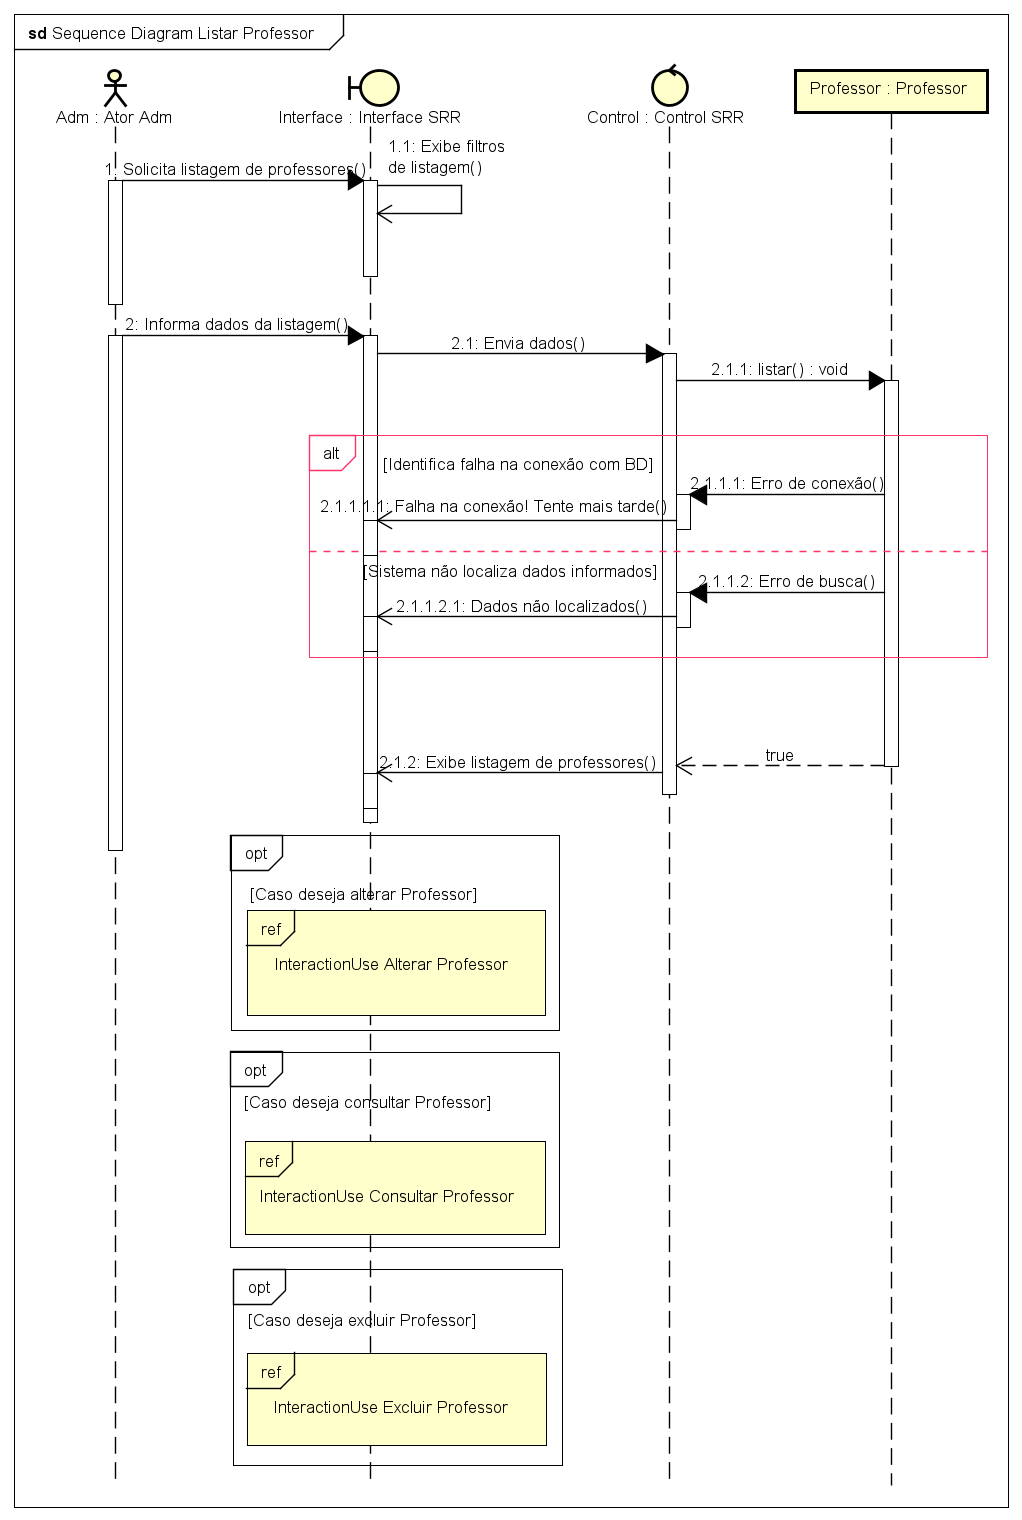 sd Sequence Diagram Listar Professor
Adm : Ator Adm
Interface : Interface SRR
Control : Control SRR
Professor : Professor
1.1: Exibe filtros
de listagem()
1: Solicita listagem de professores()
2: Informa dados da listagem()
2.1: Envia dados()
2.1.1: listar() : void
alt
[Identifica falha na conexão com BD]
2.1.1.1: Erro de conexão()
2.1.1.1.1: Falha na conexão! Tente mais tarde()
[Sistema não localiza dados informados]
2.1.1.2: Erro de busca()
2.1.1.2.1: Dados não localizados()
true
2.1.2: Exibe listagem de professores()
opt
[Caso deseja alterar Professor]
ref
InteractionUse Alterar Professor
opt
[Caso deseja consultar Professor]
ref
InteractionUse Consultar Professor
opt
[Caso deseja excluir Professor]
ref
InteractionUse Excluir Professor